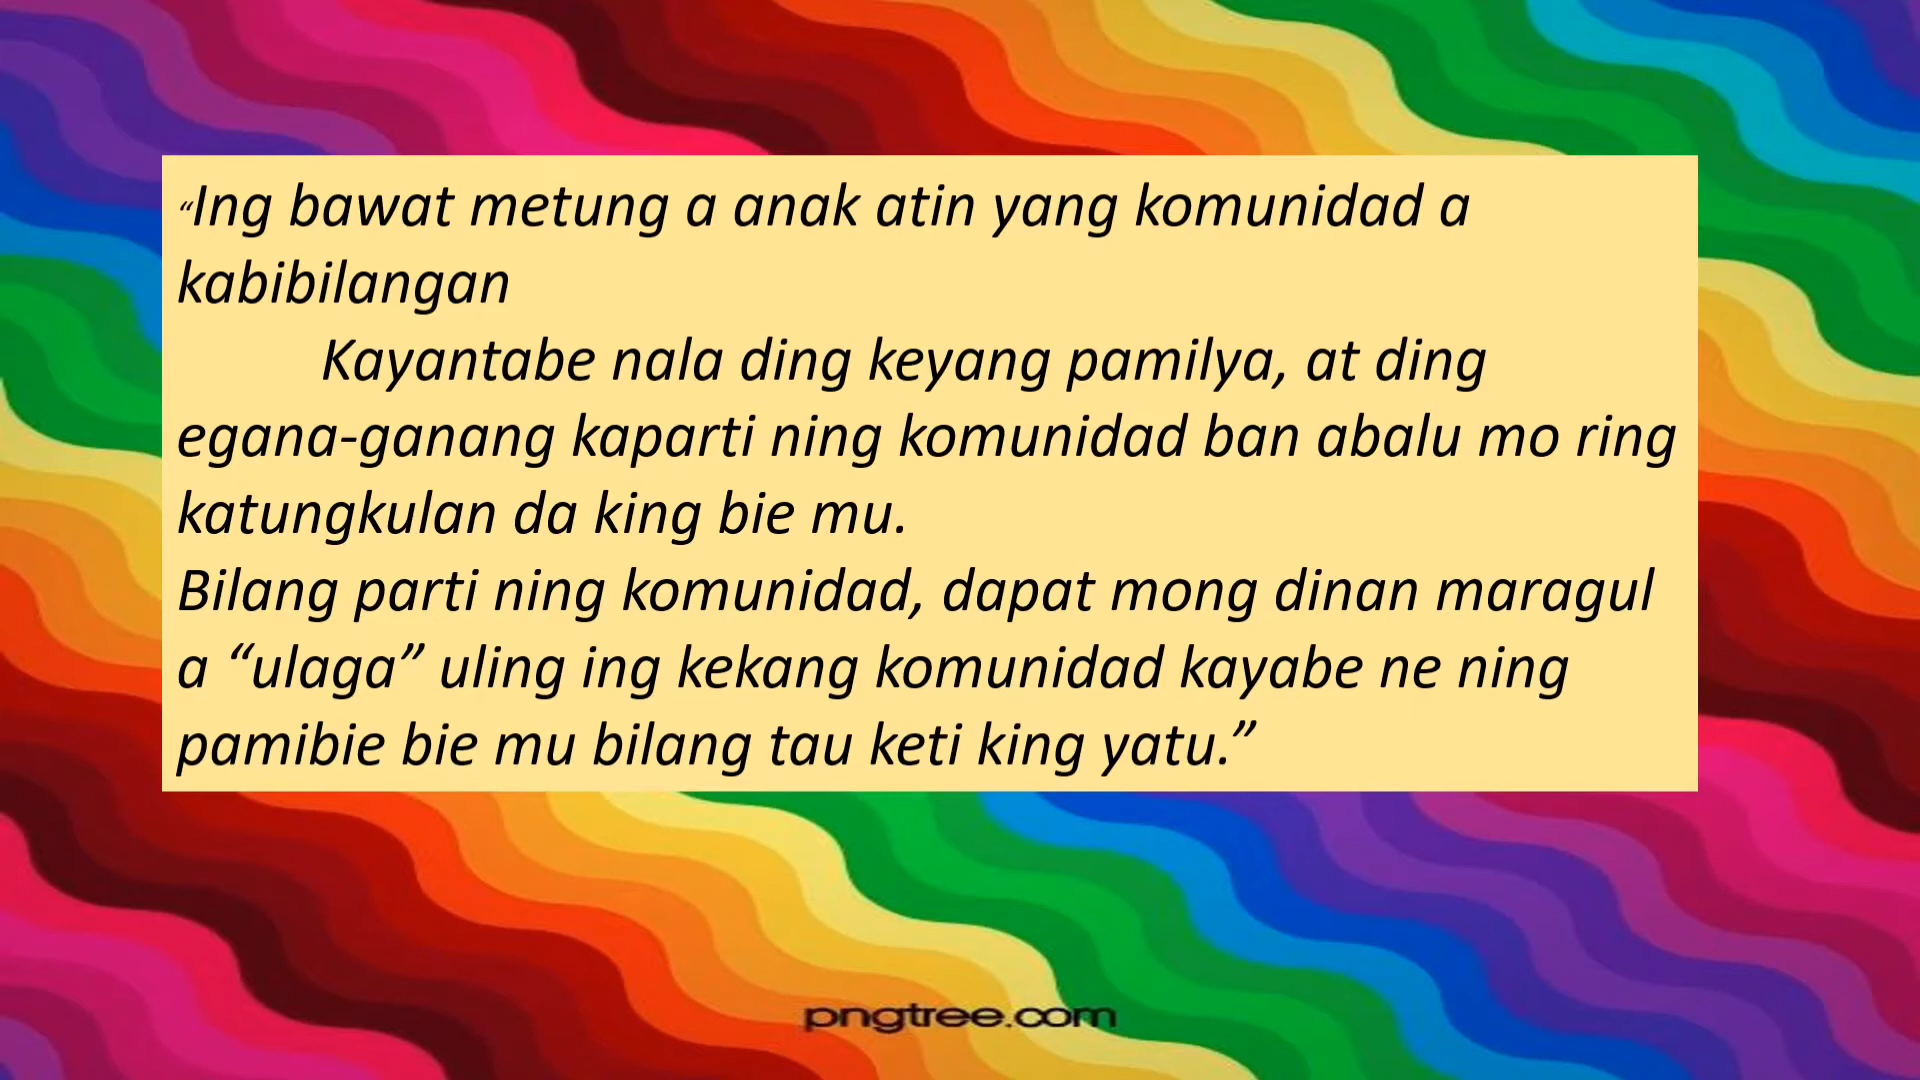 “Ing bawat metung a anak atin yang komunidad a
kabibilangan
Kayantabe nala ding keyang pamilya, at ding
egana-ganang kaparti ning komunidad ban abalu mo ring
katungkulan da king bie mu.
Bilang parti ning komunidad, dapat mong dinan maragul
a “ulaga” uling ing kekang komunidad kayabe ne ning
pamibie bie mu bilang tau keti king yatu.”
pngtree.com